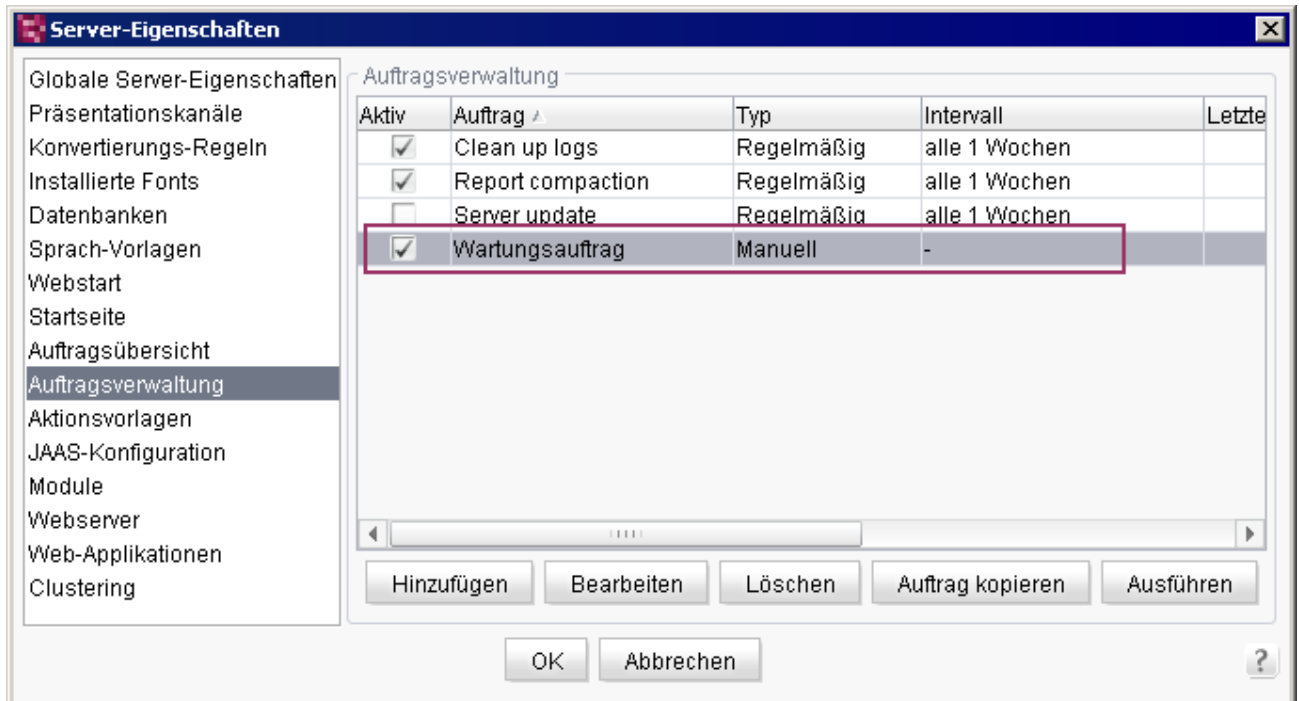 Server-Eigenschaften
Globale Server-Eigenschaften
Präsentationskanäle
Konvertierungs-Regeln
Installierte Fonts
Datenbanken
Sprach-Vorlagen
Webstart
Startseite
Auftragsübersicht
Auftragsverwaltung
Aktionsvorlagen
JAAS-Konfiguration
Module
Webserver
Web-Applikationen
Clustering
Auftragsverwaltung
Aktiv Auftrag Typ Intervall Letzte
Clean up logs Regelmäßig alle 1 Wochen
Report compaction Regelmäßig alle 1 Wochen
Server update Regelmäßig alle 1 Wochen
Wartungsauftrag Manuell -
Hinzufügen Bearbeiten Löschen Auftrag kopieren Ausführen
OK Abbrechen ?